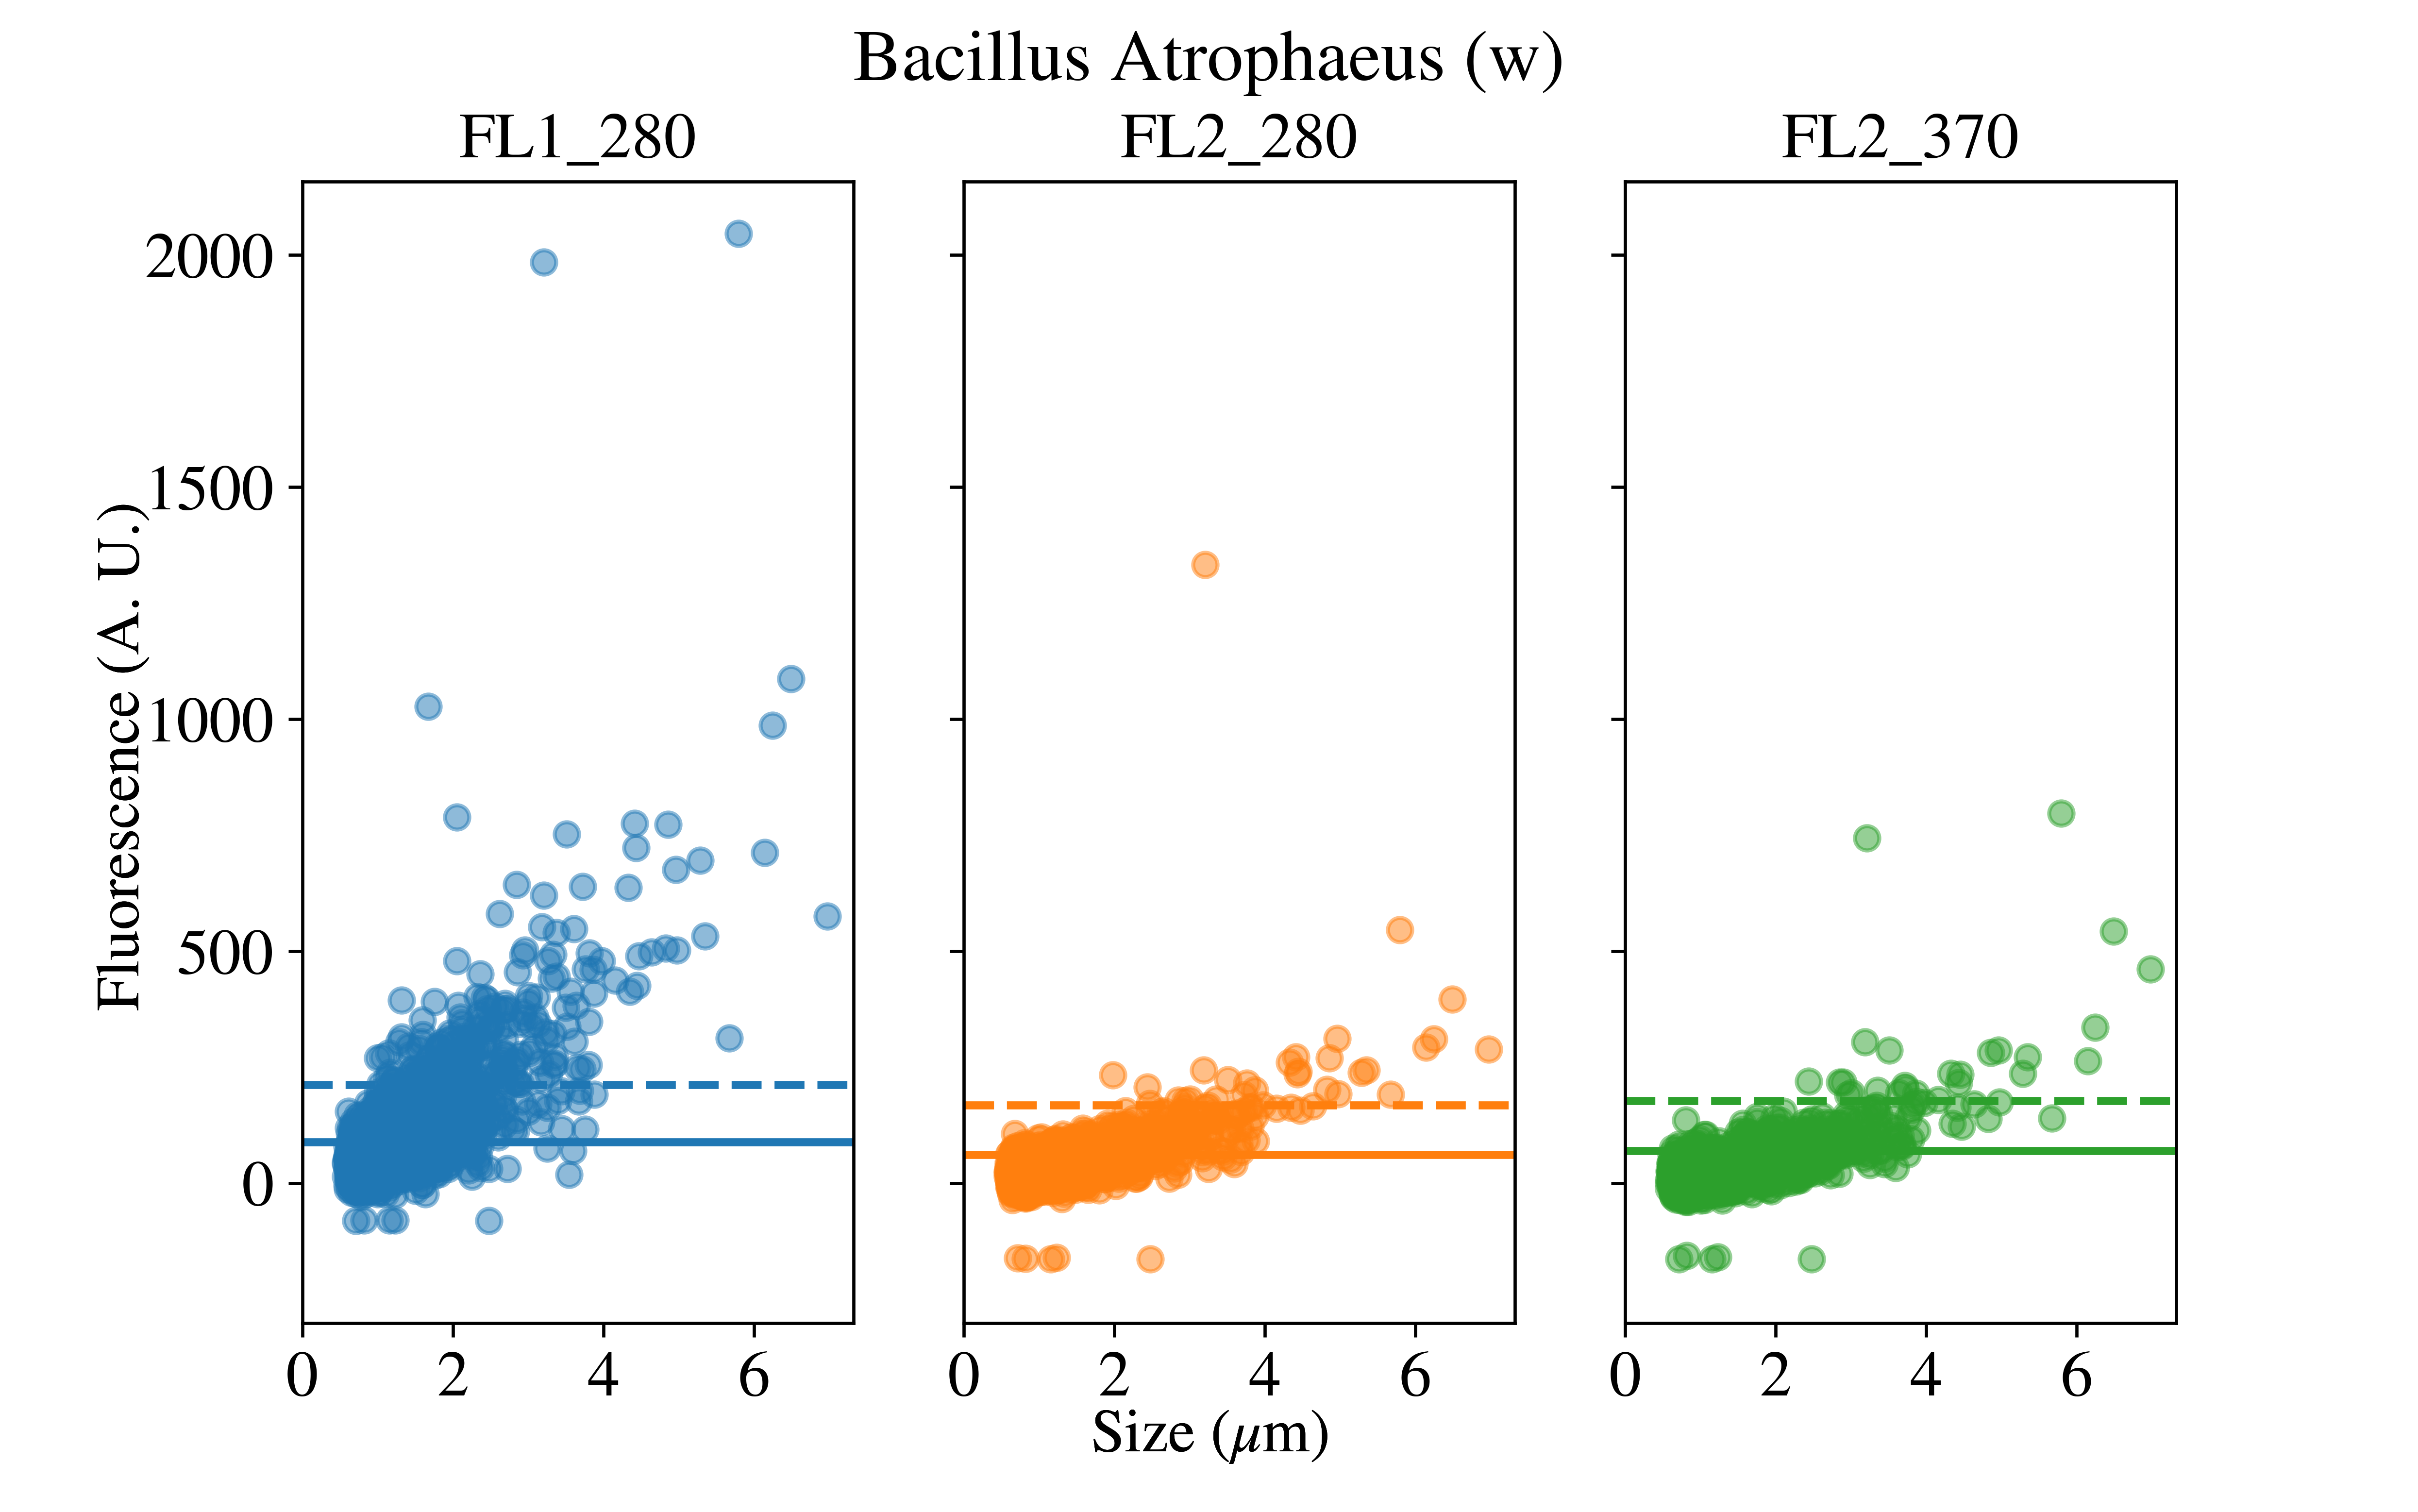 Bacillus Atrophaeus (w)
FL1_280 FL2_280 FL2_370
2000
1500
1000
500
0
Fluorescence (A. U.)
0 2 4 6 0 2 4 6 0 2 4 6
Size (μm)